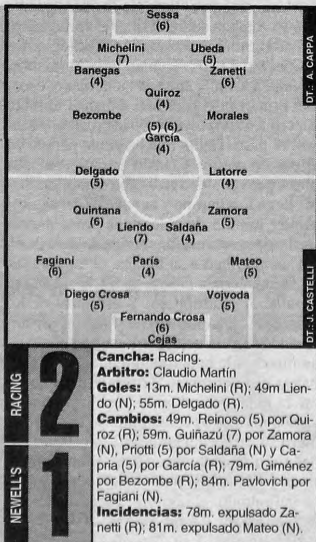 Sessa
(6)
Michelini Ubeda
(7) (5)
Banegas Zanetti
(4) (6)
Quiroz
(4)
Bezombe (5) (6) Morales
García
(4)
Delgado Latorre
(5) (4)
Quintana Zamora
(6) (5)
Liendo Saldaña
(7) (4)
Fagiani París Mateo
(6) (4) (5)
Diego Crosa Vojvoda
(5) (5)
Fernando Crosa
(6)
Cejas
DT.: A. CAPPA
DT.: J. CASTELLI
RACING 2
NEWELL'S 1
Cancha: Racing.
Arbitro: Claudio Martín
Goles: 13m. Michelini (R); 49m Lien-
do (N); 55m. Delgado (R).
Cambios: 49m. Reinoso (5) por Qui-
roz (R); 59m. Guiñazú (7) por Zamora
(N), Priotti (5) por Saldaña (N) y Ca-
pria (5) por García (R); 79m. Giménez
por Bezombe (R); 84m. Pavlovich por
Fagiani (N).
Incidencias: 78m. expulsado Za-
netti (R); 81m. expulsado Mateo (N).